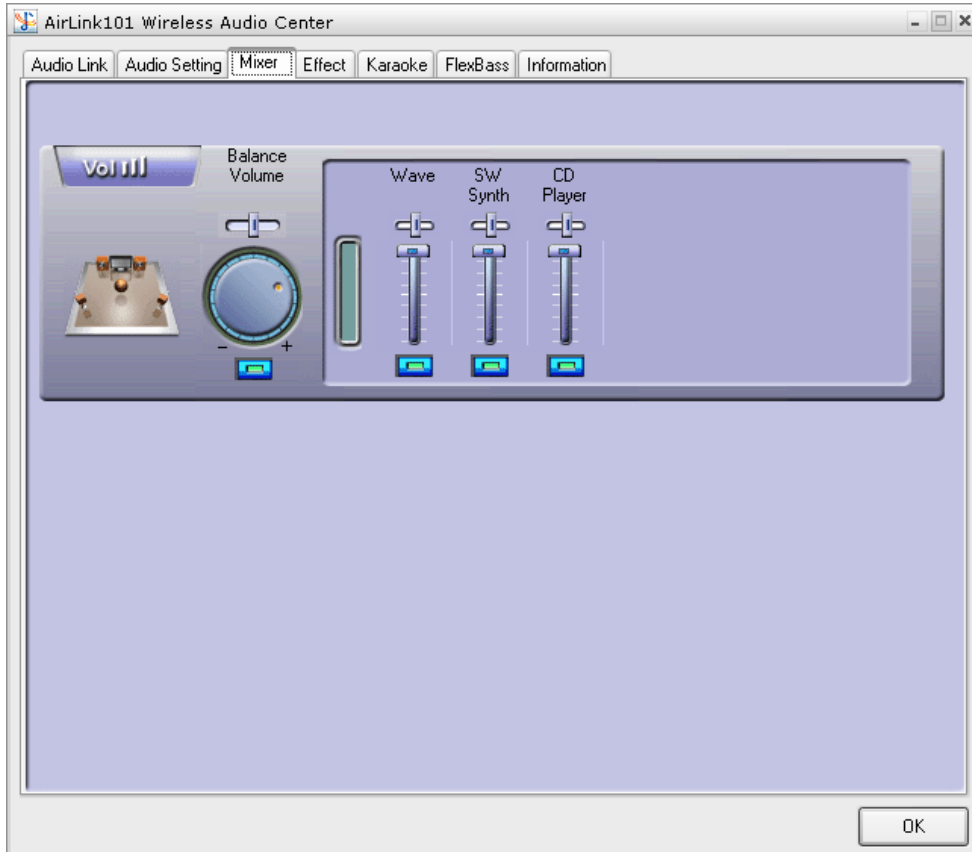 AirLink101 Wireless Audio Center
Audio Link Audio Setting Mixer Effect Karaoke FlexBass Information
Vol
Balance
Volume
Wave
SW
Synth
CD
Player
- +
OK